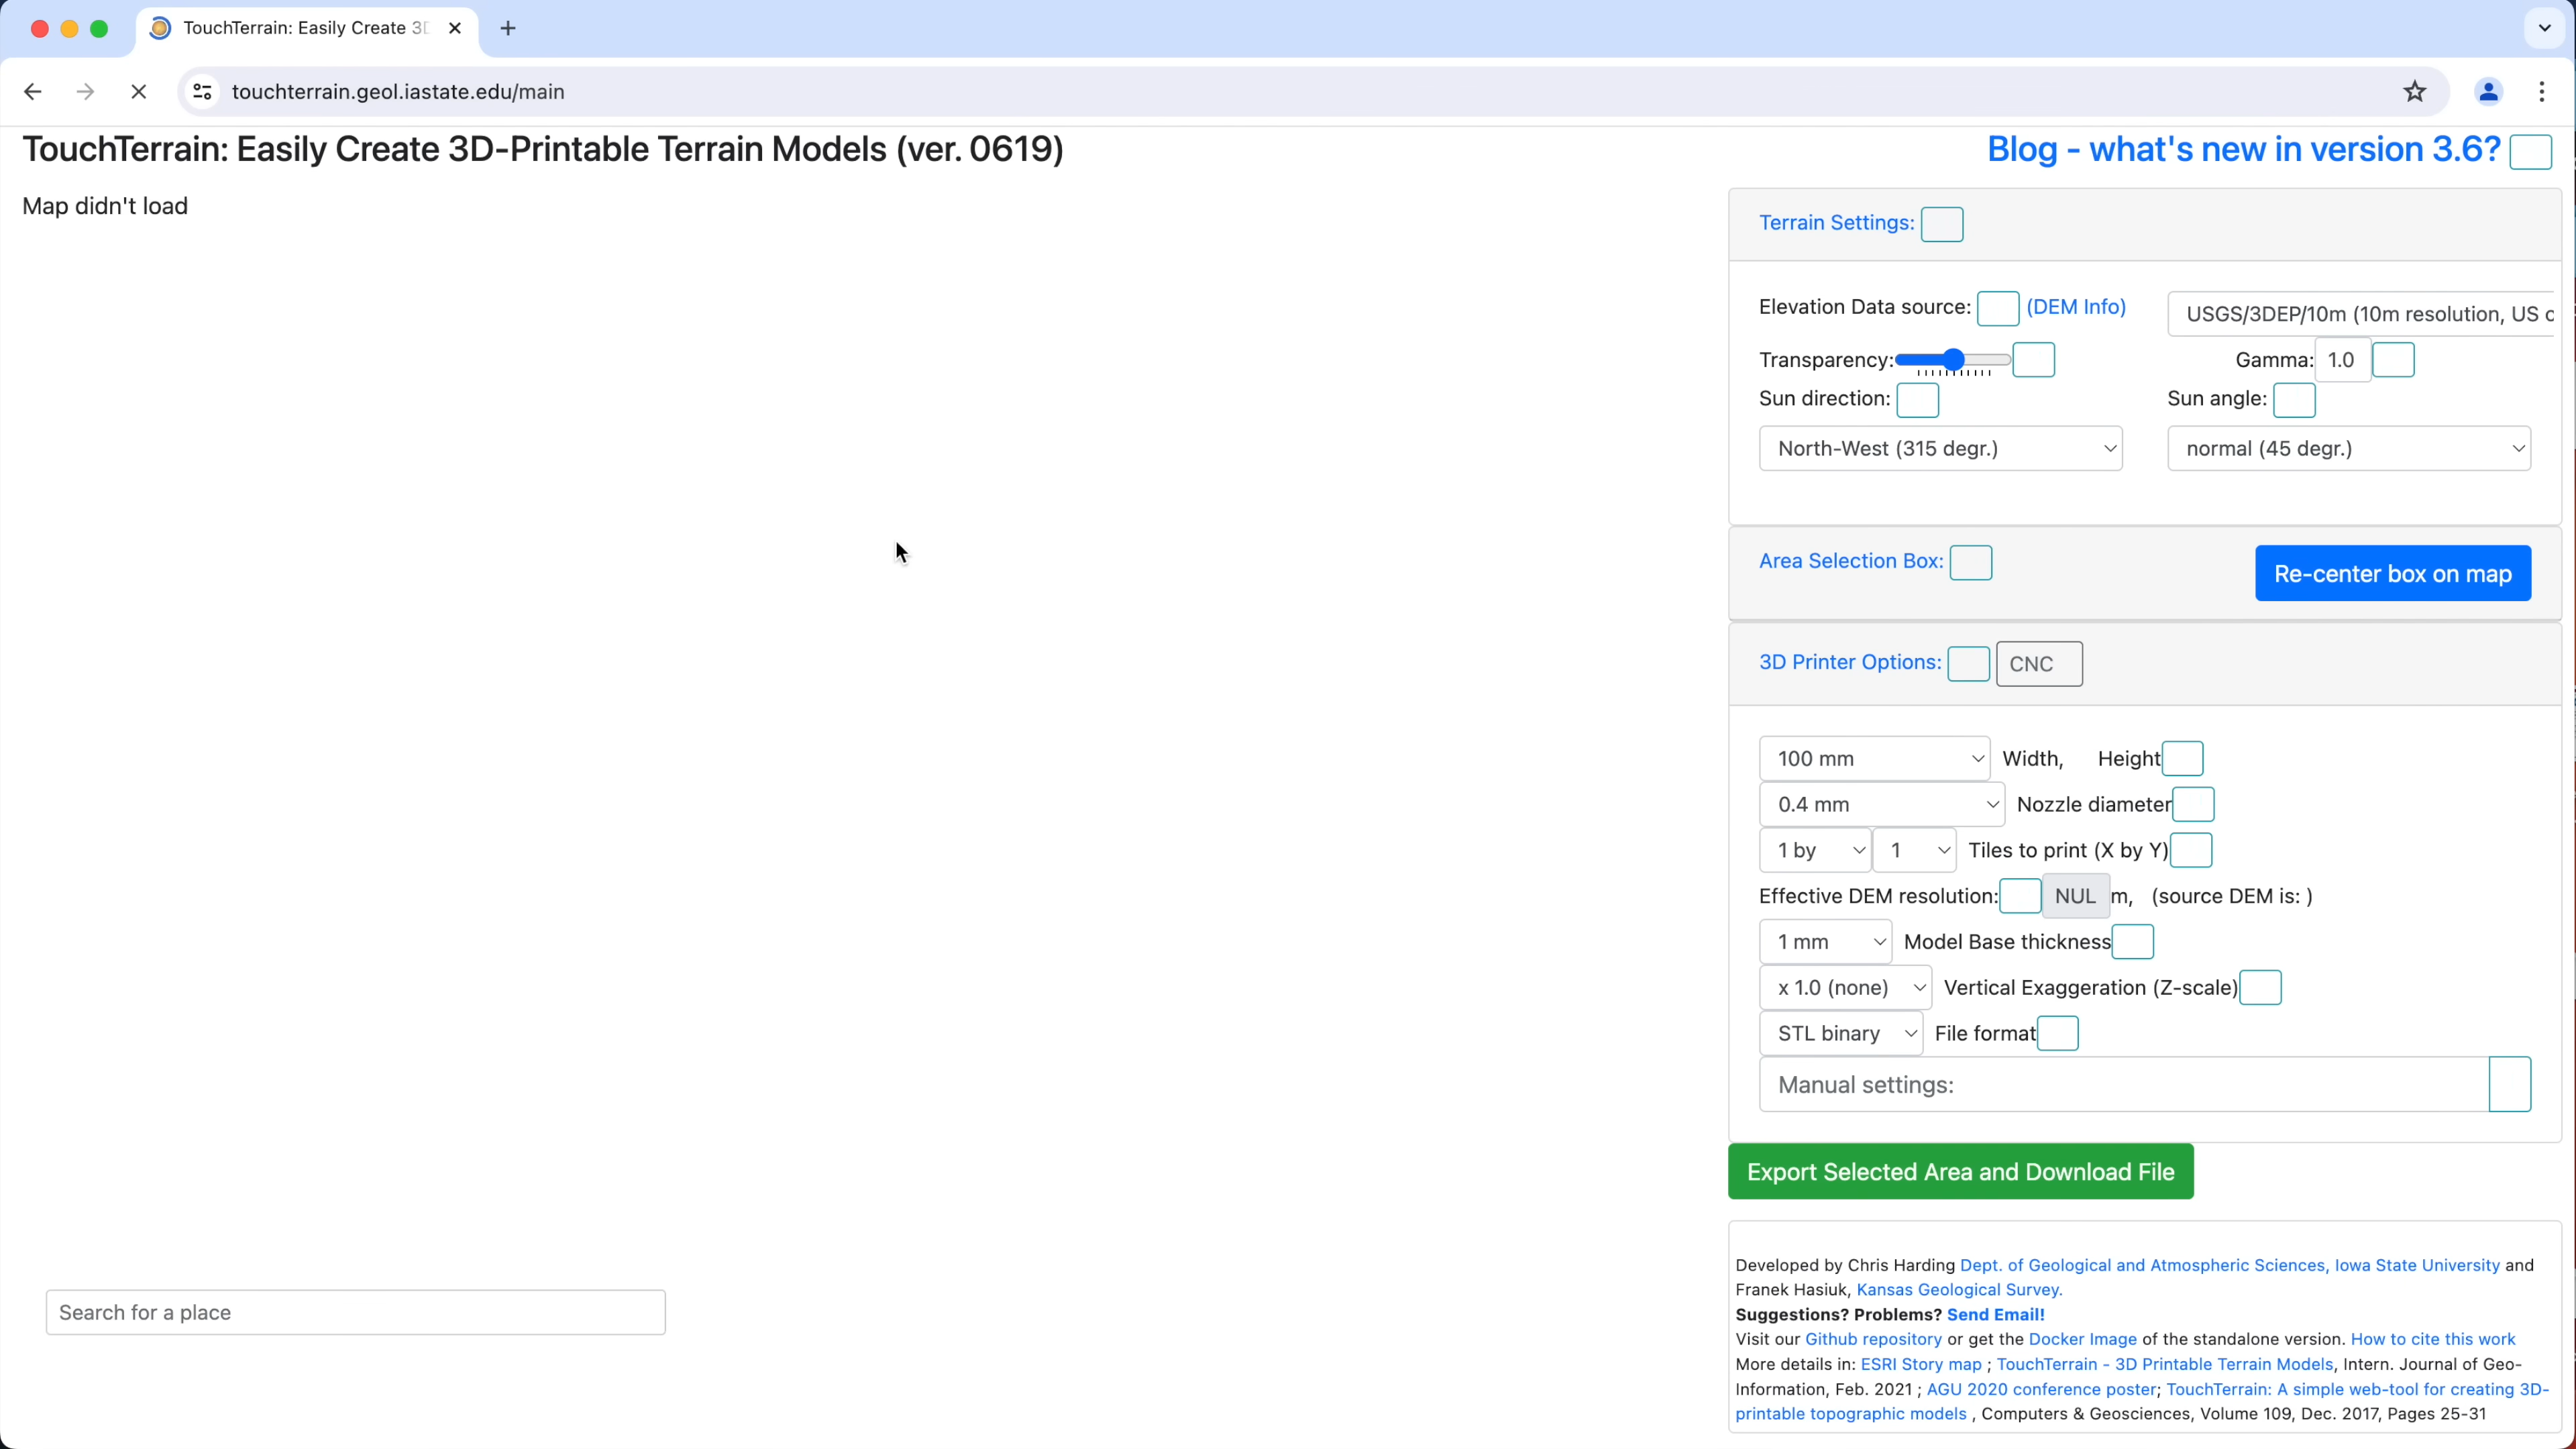 TouchTerrain: Easily Create 3D
touchterrain.geol.iastate.edu/main
TouchTerrain: Easily Create 3D-Printable Terrain Models (ver. 0619)
Blog - what's new in version 3.6?
Map didn't load
Terrain Settings:
Elevation Data source: (DEM Info)
USGS/3DEP/10m (10m resolution, US o
Transparency:
Gamma: 1.0
Sun direction:
Sun angle:
North-West (315 degr.)
normal (45 degr.)
Area Selection Box:
Re-center box on map
3D Printer Options: CNC
100 mm Width, Height
0.4 mm Nozzle diameter
1 by 1 Tiles to print (X by Y)
Effective DEM resolution: NUL m, (source DEM is: )
1 mm Model Base thickness
x 1.0 (none) Vertical Exaggeration (Z-scale)
STL binary File format
Manual settings:
Export Selected Area and Download File
Search for a place
Developed by Chris Harding Dept. of Geological and Atmospheric Sciences, Iowa State University and
Franek Hasiuk, Kansas Geological Survey.
Suggestions? Problems? Send Email!
Visit our Github repository or get the Docker Image of the standalone version. How to cite this work
More details in: ESRI Story map ; TouchTerrain - 3D Printable Terrain Models, Intern. Journal of Geo-
Information, Feb. 2021 ; AGU 2020 conference poster; TouchTerrain: A simple web-tool for creating 3D-
printable topographic models , Computers & Geosciences, Volume 109, Dec. 2017, Pages 25-31